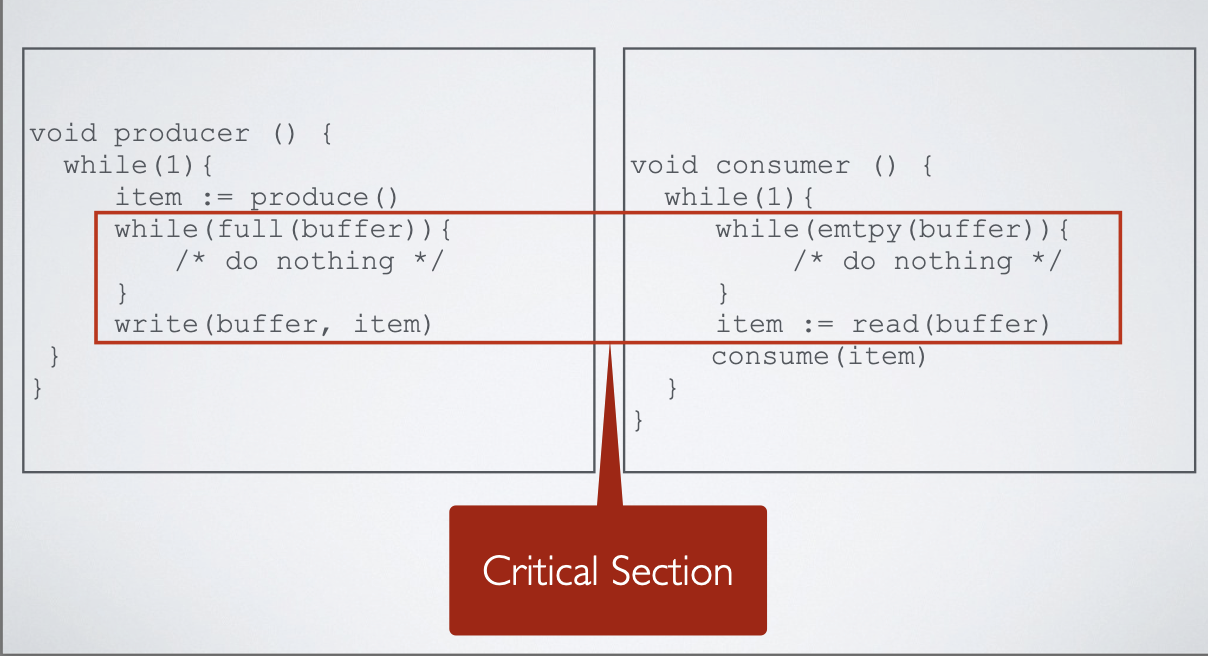 void producer () {
while(1){
item := produce()
while(full(buffer)){
/* do nothing */
}
write(buffer, item)
}
}
void consumer () {
while(1){
while(emtpy(buffer)){
/* do nothing */
}
item := read(buffer)
consume(item)
}
}
Critical Section